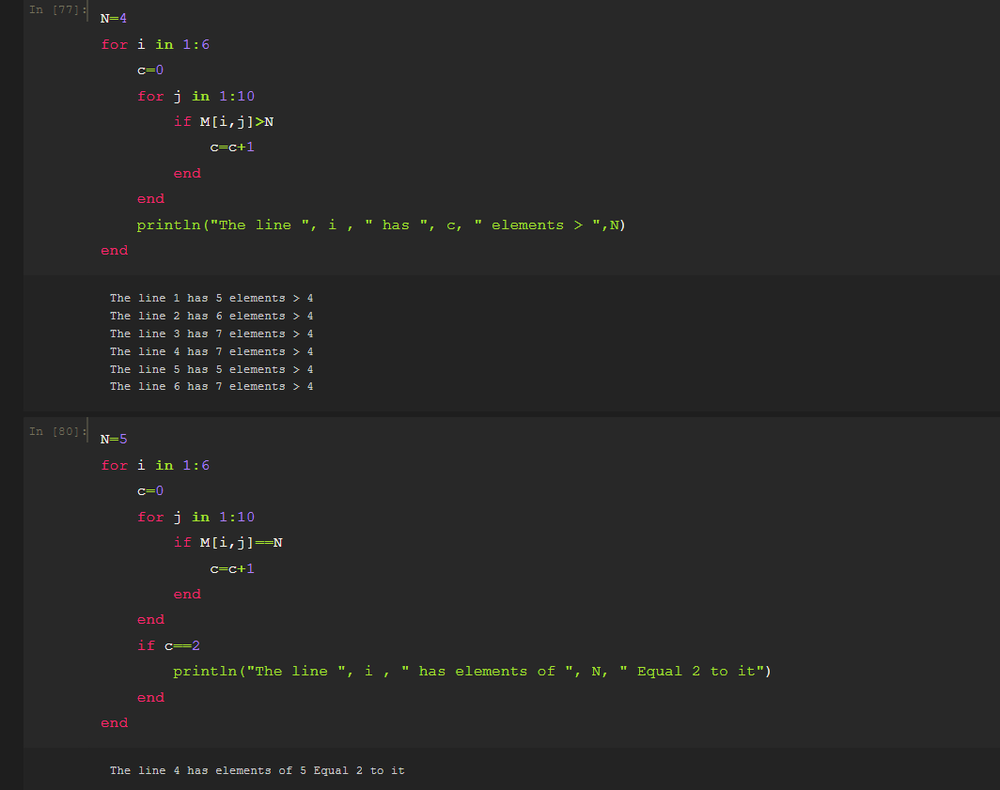 In [77]:
N=4
for i in 1:6
    c=0
    for j in 1:10
        if M[i,j]>N
            c=c+1
        end
    end
    println("The line ", i , " has ", c, " elements > ",N)
end
The line 1 has 5 elements > 4
The line 2 has 6 elements > 4
The line 3 has 7 elements > 4
The line 4 has 7 elements > 4
The line 5 has 5 elements > 4
The line 6 has 7 elements > 4
In [80]:
N=5
for i in 1:6
    c=0
    for j in 1:10
        if M[i,j]==N
            c=c+1
        end
    end
    if c==2
        println("The line ", i , " has elements of ", N, " Equal 2 to it")
    end
end
The line 4 has elements of 5 Equal 2 to it